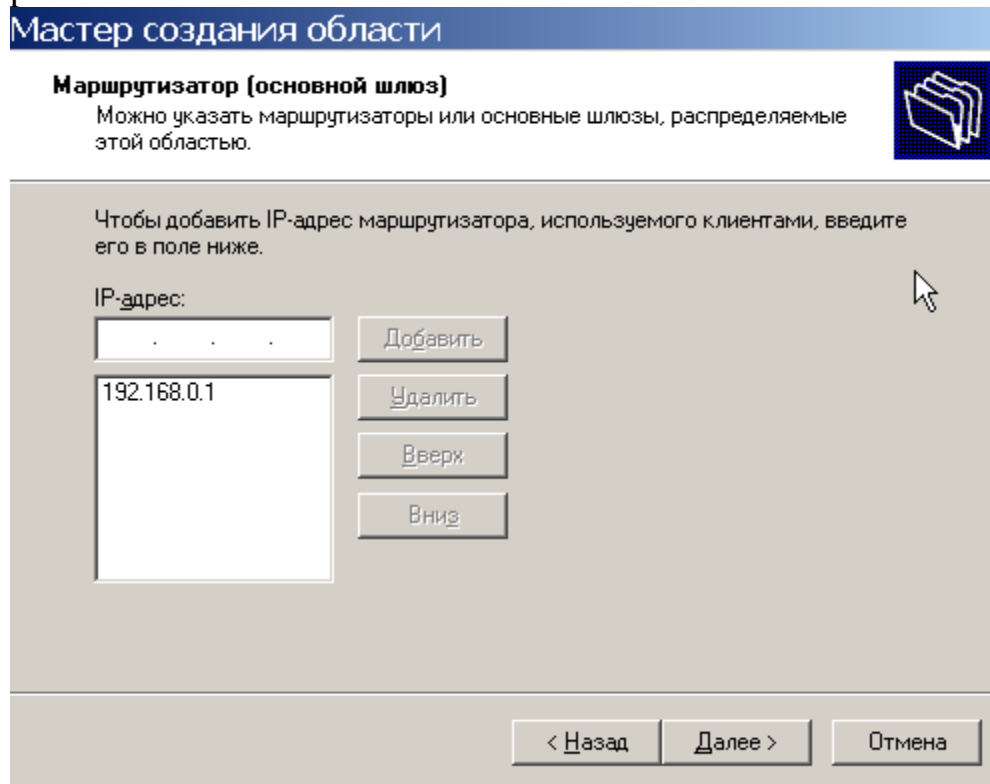 Мастер создания области
Маршрутизатор (основной шлюз)
Можно указать маршрутизаторы или основные шлюзы, распределяемые
этой областью.
Чтобы добавить IP-адрес маршрутизатора, используемого клиентами, введите
его в поле ниже.
IP-адрес:
. . .
Добавить
192.168.0.1
Удалить
Вверх
Вниз
< Назад
Далее >
Отмена